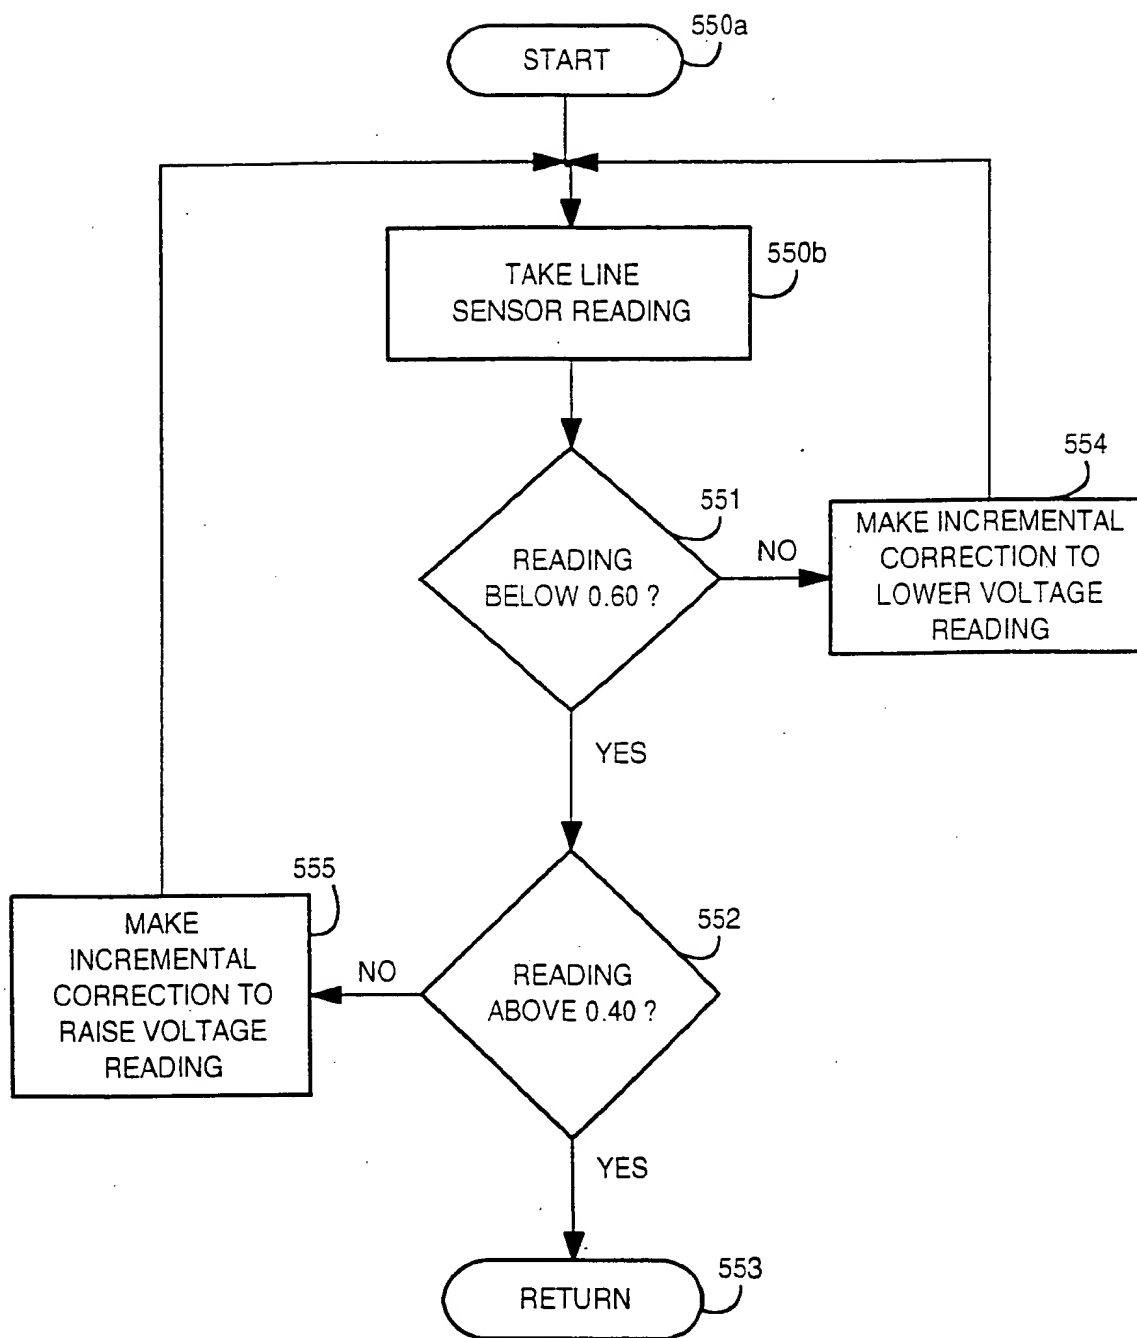 550a
START
550b
TAKE LINE
SENSOR READING
551
READING
BELOW 0.60 ?
NO
554
MAKE INCREMENTAL
CORRECTION TO
LOWER VOLTAGE
READING
YES
555
MAKE
INCREMENTAL
CORRECTION TO
RAISE VOLTAGE
READING
NO
552
READING
ABOVE 0.40 ?
YES
553
RETURN